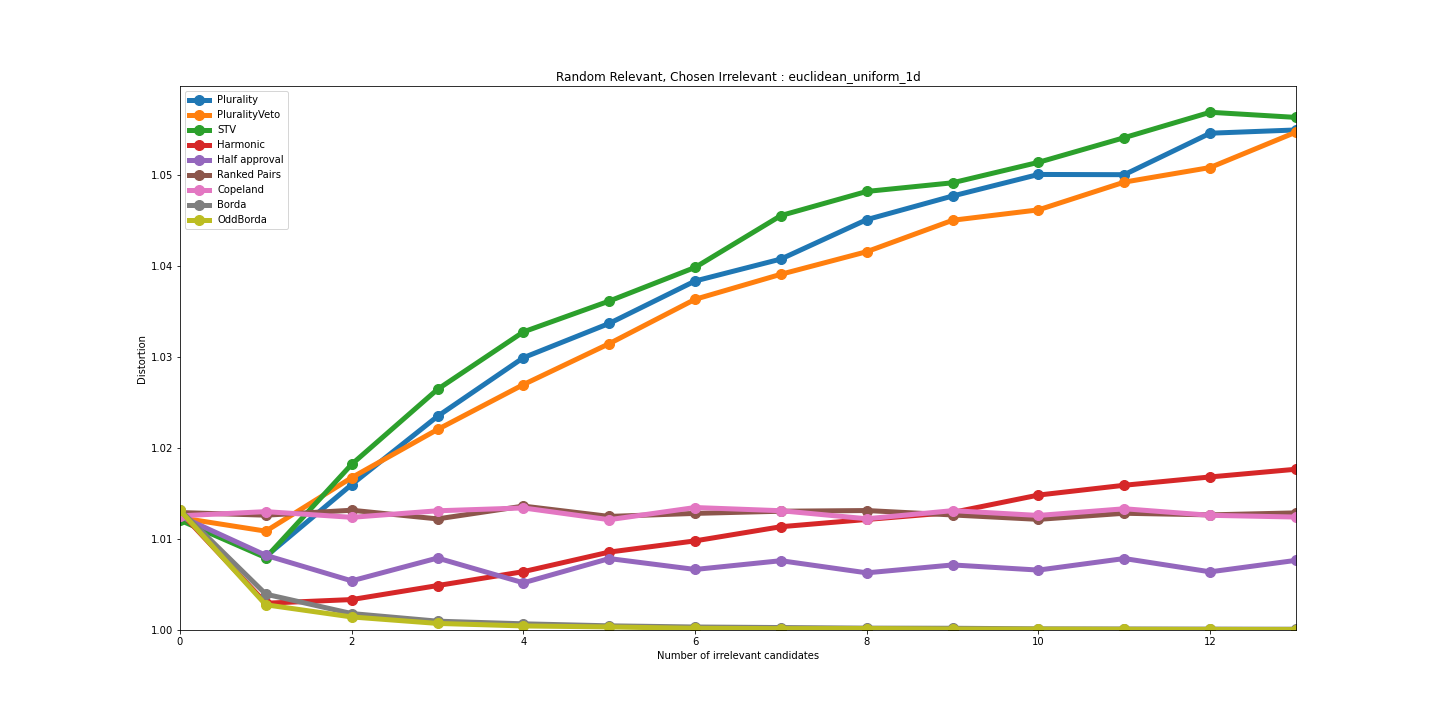 Random Relevant, Chosen Irrelevant : euclidean_uniform_1d
Plurality
PluralityVeto
STV
Harmonic
Half approval
Ranked Pairs
Copeland
Borda
OddBorda
Distortion
1.05
1.04
1.03
1.02
1.01
1.00
0
2
4
6
8
10
12
Number of irrelevant candidates